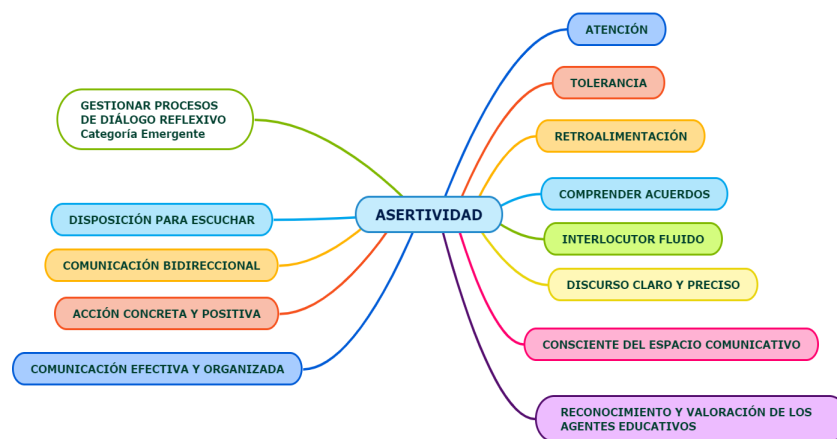 ATENCIÓN
TOLERANCIA
RETROALIMENTACIÓN
COMPRENDER ACUERDOS
INTERLOCUTOR FLUIDO
DISCURSO CLARO Y PRECISO
CONSCIENTE DEL ESPACIO COMUNICATIVO
RECONOCIMIENTO Y VALORACIÓN DE LOS
AGENTES EDUCATIVOS
ASERTIVIDAD
GESTIONAR PROCESOS
DE DIÁLOGO REFLEXIVO
Categoría Emergente
DISPOSICIÓN PARA ESCUCHAR
COMUNICACIÓN BIDIRECCIONAL
ACCIÓN CONCRETA Y POSITIVA
COMUNICACIÓN EFECTIVA Y ORGANIZADA